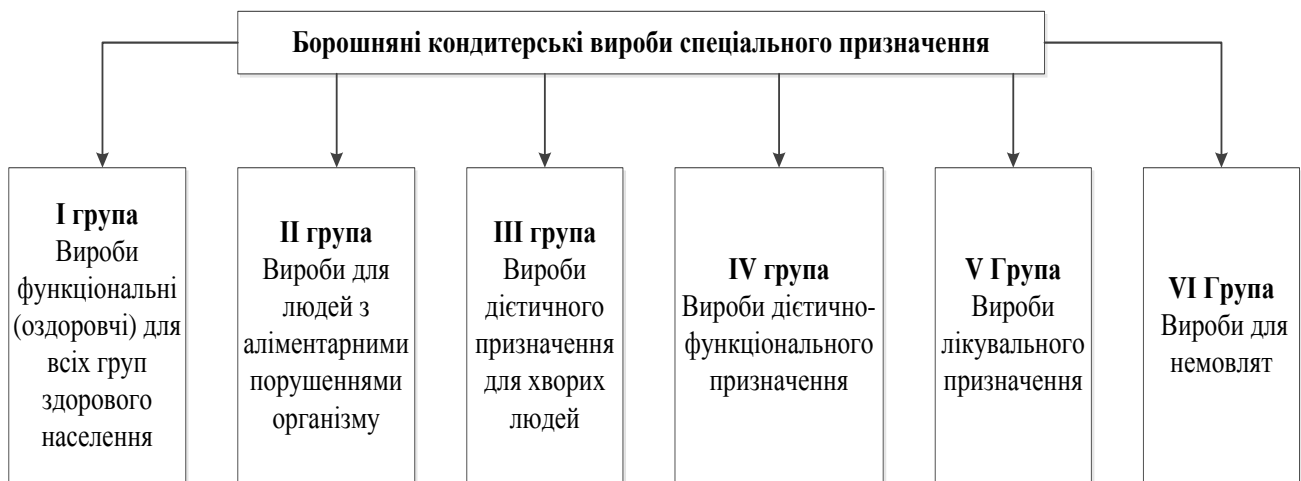 Борошняні кондитерські вироби спеціального призначення
I група
Вироби
функціональні
(оздоровчі) для
всіх груп
здорового
населення
II група
Вироби для
людей з
аліментарними
порушеннями
організму
III група
Вироби
дієтичного
призначення
для хворих
людей
IV група
Вироби дієтично-
функціонального
призначення
V Група
Вироби
лікувального
призначення
VI Група
Вироби для
немовлят